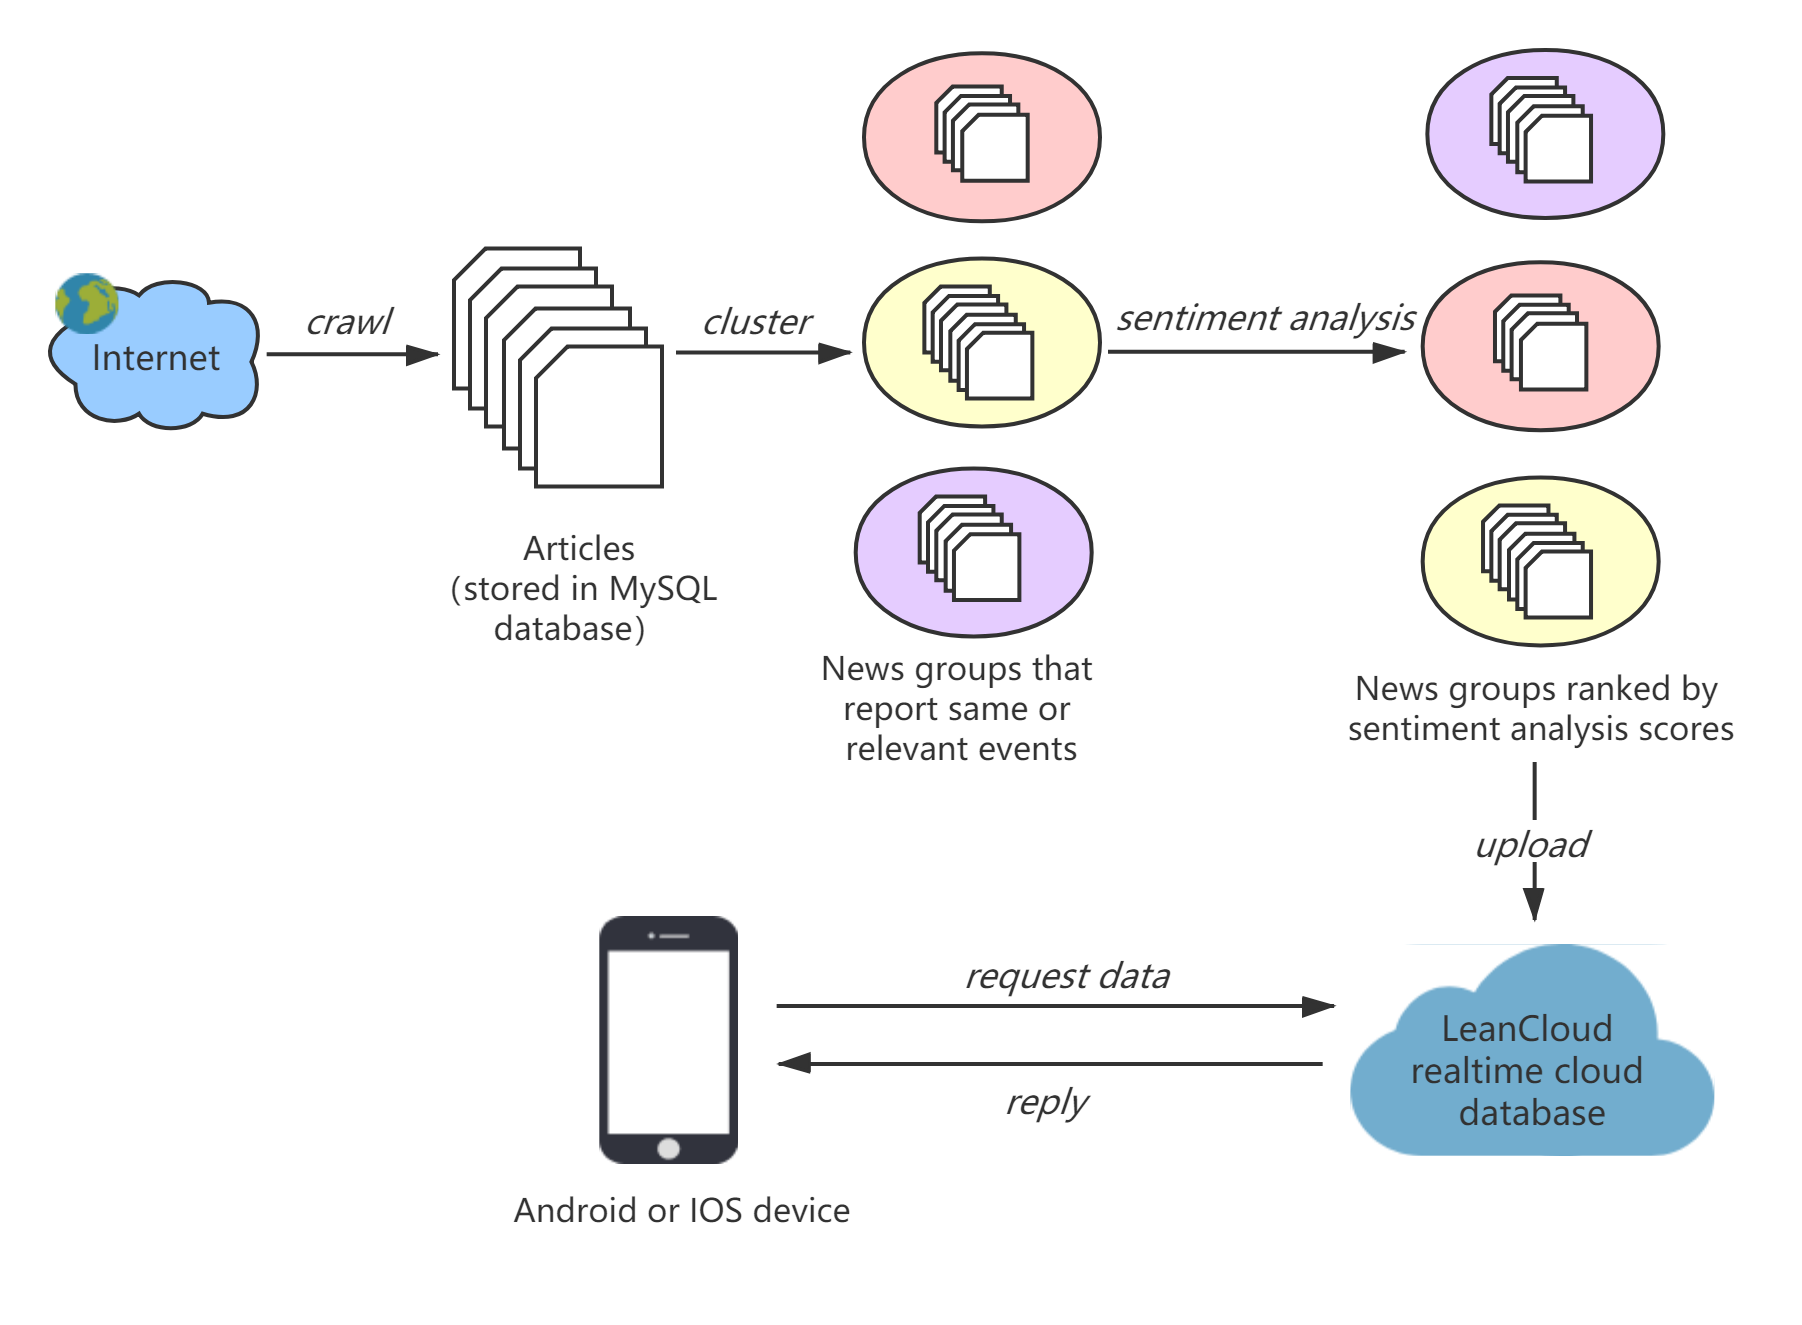 Internet
crawl
Articles
(stored in MySQL
database)
cluster
News groups that
report same or
relevant events
sentiment analysis
News groups ranked by
sentiment analysis scores
upload
LeanCloud
realtime cloud
database
request data
reply
Android or IOS device